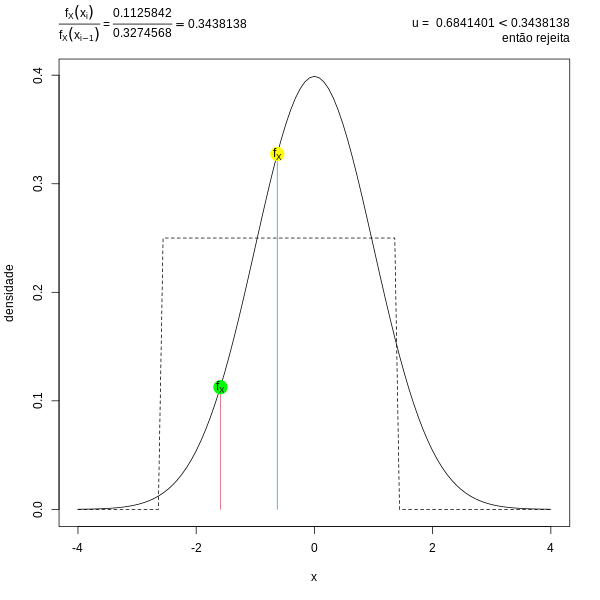 fX(xi) / fX(xi−1) = 0.1125842 / 0.3274568 = 0.3438138
u = 0.6841401 < 0.3438138
então rejeita
densidade
0.4
0.3
0.2
0.1
0.0
fX
fX
-4 -2 0 2 4
x